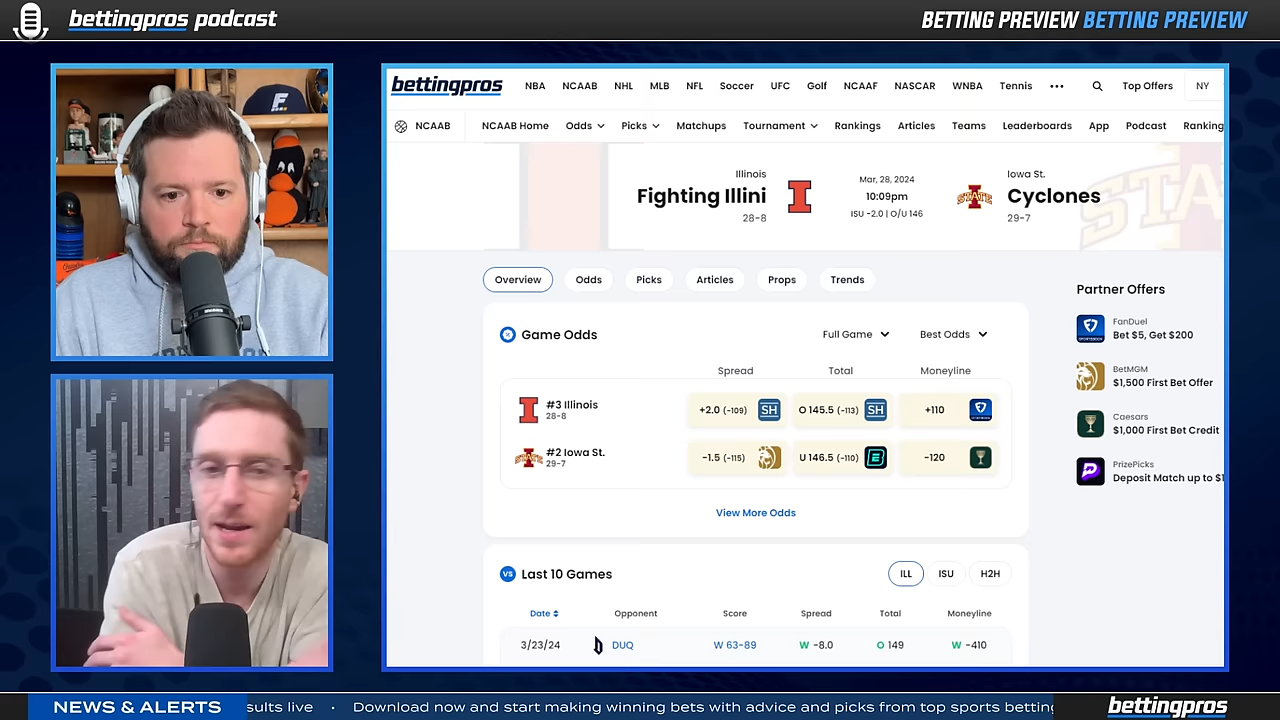 bettingpros podcast
BETTING PREVIEW BETTING PREVIEW
bettingpros NBA NCAAB NHL MLB NFL Soccer UFC Golf NCAAF NASCAR WNBA Tennis ••• Top Offers NY
NCAAB NCAAB Home Odds Picks Matchups Tournament Rankings Articles Teams Leaderboards App Podcast Ranking
Illinois
Fighting Illini
28-8
Mar, 28, 2024
10:09pm
ISU -2.0 | O/U 146
STATE
Iowa St.
Cyclones
29-7
Overview Odds Picks Articles Props Trends
Game Odds Full Game Best Odds
Spread Total Moneyline
#3 Illinois
28-8
+2.0 (-109) SH O 145.5 (-113) SH +110
#2 Iowa St.
29-7
-1.5 (-115) U 146.5 (-110) E -120
View More Odds
VS Last 10 Games ILL ISU H2H
Date Opponent Score Spread Total Moneyline
3/23/24 DUQ W 63-89 W -8.0 O 149 W -410
Partner Offers
FanDuel
Bet $5, Get $200
BetMGM
$1,500 First Bet Offer
Caesars
$1,000 First Bet Credit
PrizePicks
Deposit Match up to $1
NEWS & ALERTS sults live • Download now and start making winning bets with advice and picks from top sports betting bettingpros